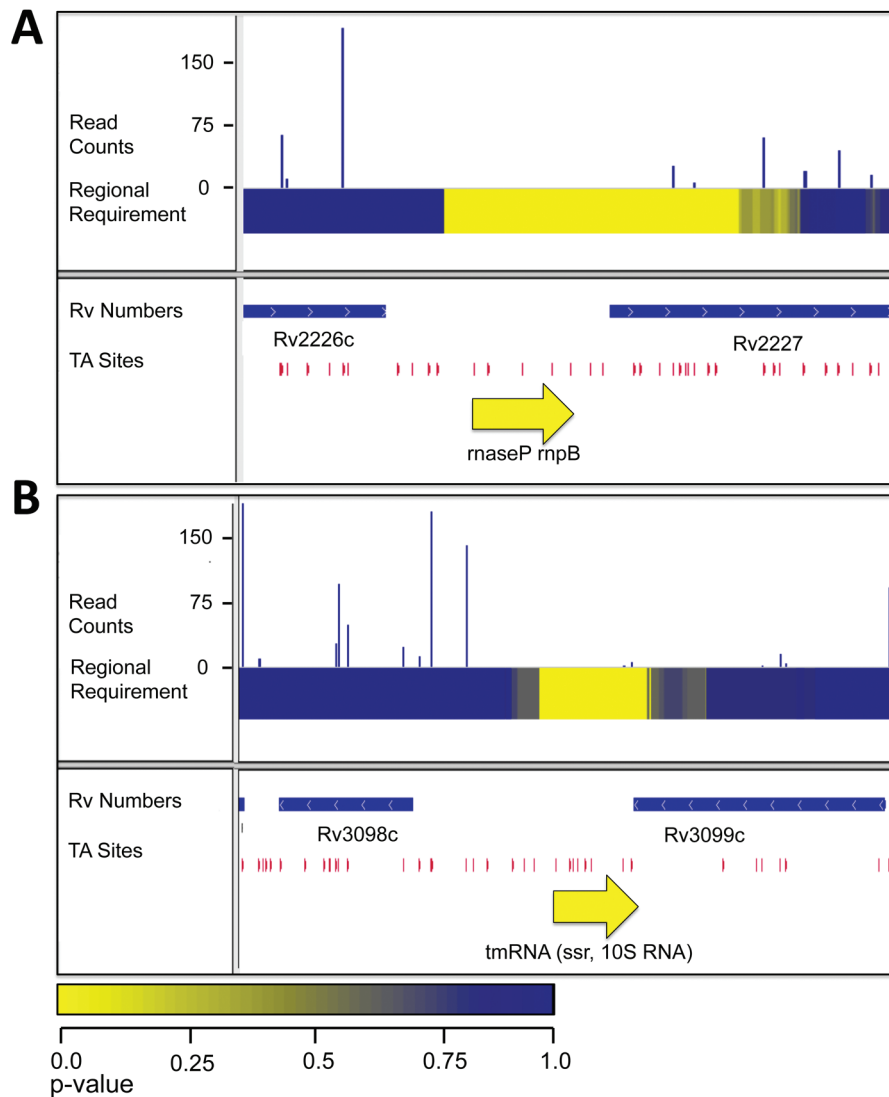 A
150
75
0
Read
Counts
Regional
Requirement
Rv Numbers
Rv2226c
Rv2227
TA Sites
rnaseP rnpB
B
150
75
0
Read
Counts
Regional
Requirement
Rv Numbers
Rv3098c
Rv3099c
TA Sites
tmRNA (ssr, 10S RNA)
0.0
0.25
0.5
0.75
1.0
p-value